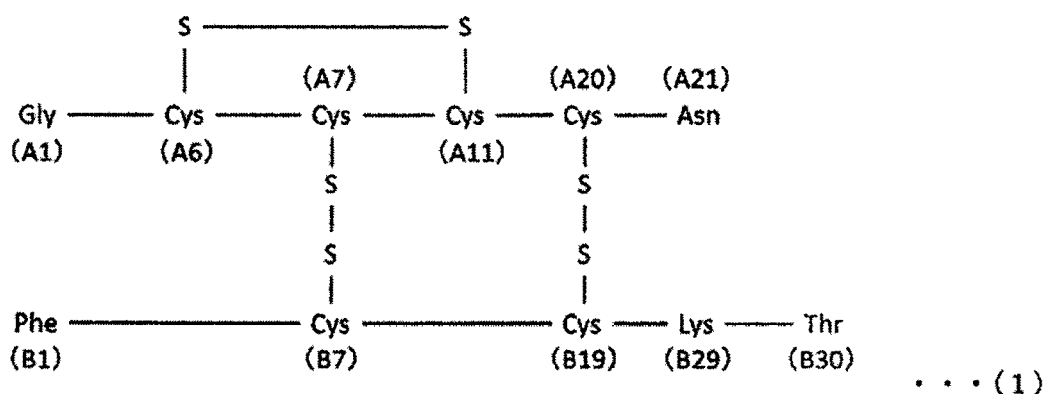 S S
(A7) (A20) (A21)
Gly Cys Cys Cys Cys Asn
(A1) (A6) (A11)
S S
S S
Phe Cys Cys Lys Thr
(B1) (B7) (B19) (B29) (B30)
・・・(1)